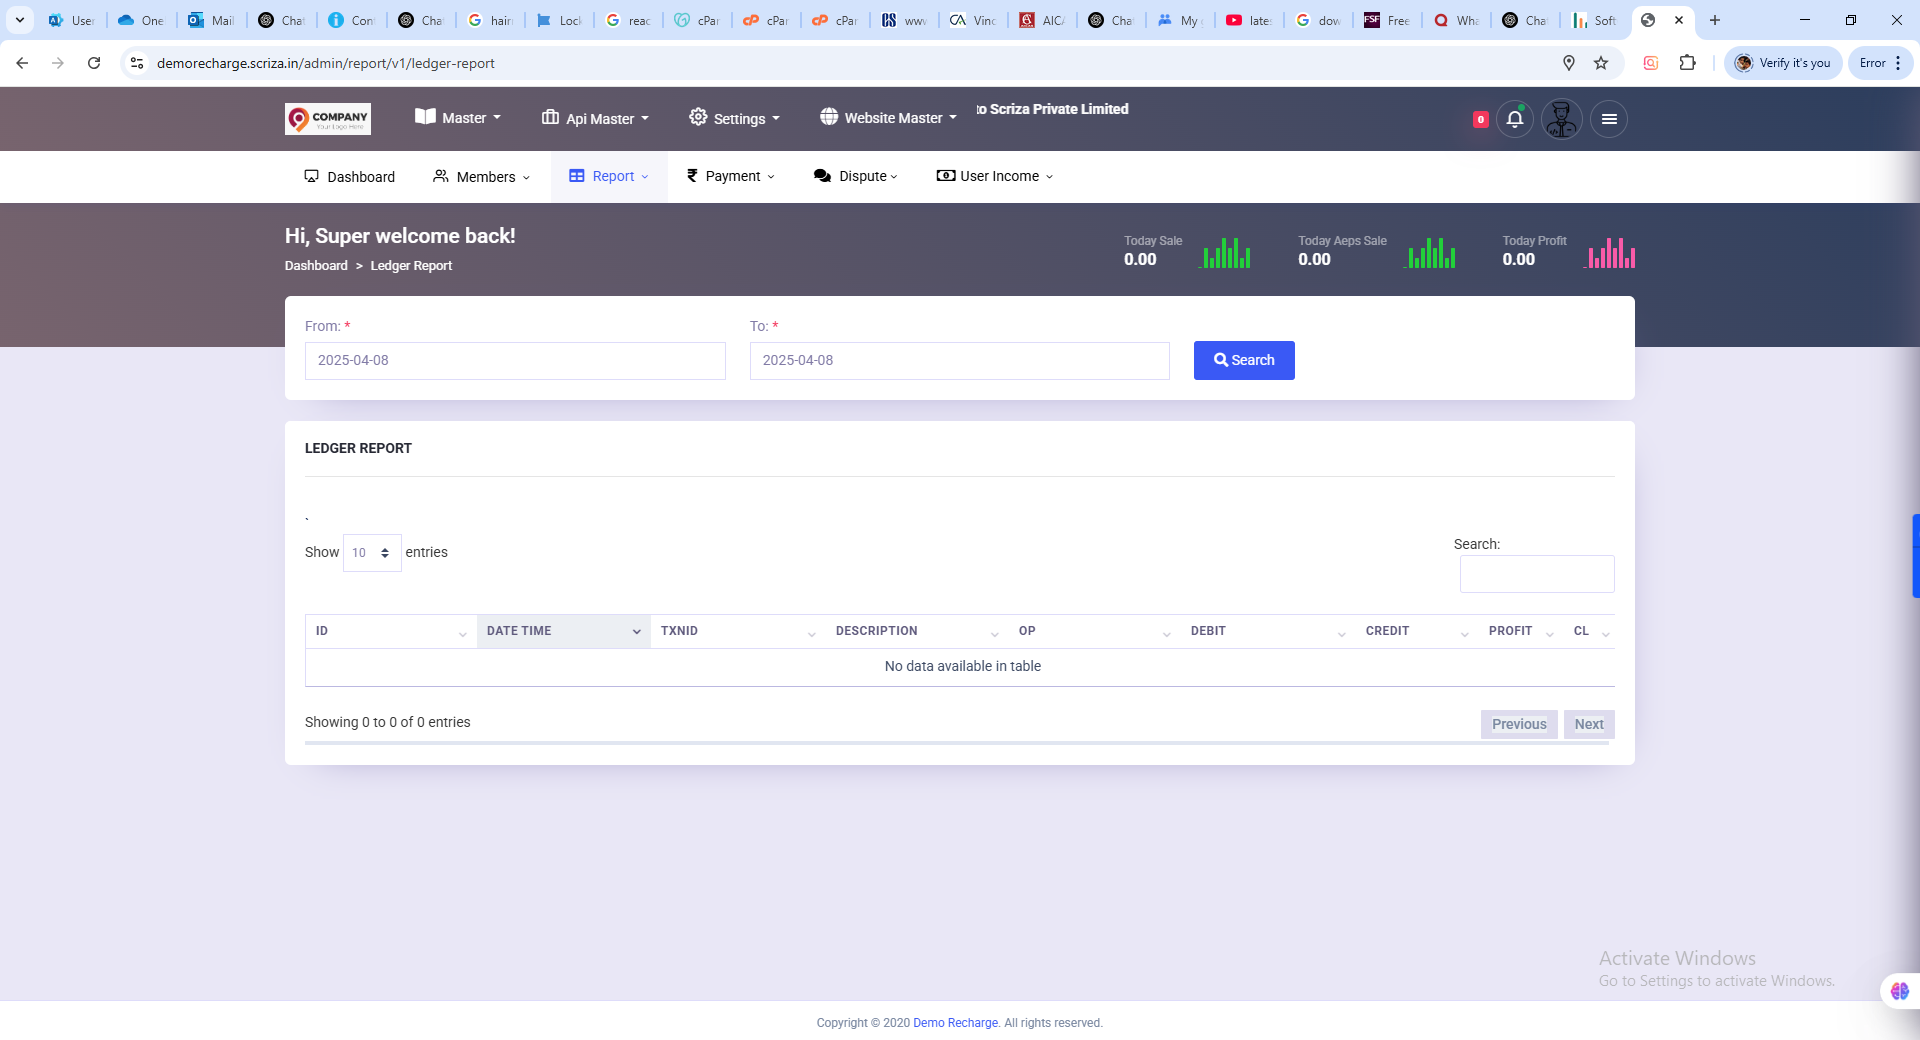 User
One
Mail
Chat
Con
Cha
hair
Loc
reac
cPar
cPar
cPar
www
Vinc
AICA
Cha
My
late
dow
Free
Wha
Cha
Soft
demorecharge.scriza.in/admin/report/v1/ledger-report
Verify it's you
Error
COMPANY
Your Logo Here
Master
Api Master
Settings
Website Master
to Scriza Private Limited
0
Dashboard
Members
Report
Payment
Dispute
User Income
Hi, Super welcome back!
Dashboard > Ledger Report
Today Sale
0.00
Today Aeps Sale
0.00
Today Profit
0.00
From: *
To: *
2025-04-08
2025-04-08
Search
LEDGER REPORT
`
Show 10 entries
Search:
ID DATE TIME TXNID DESCRIPTION OP DEBIT CREDIT PROFIT CL
No data available in table
Showing 0 to 0 of 0 entries
Previous Next
Activate Windows
Go to Settings to activate Windows.
Copyright © 2020 Demo Recharge. All rights reserved.